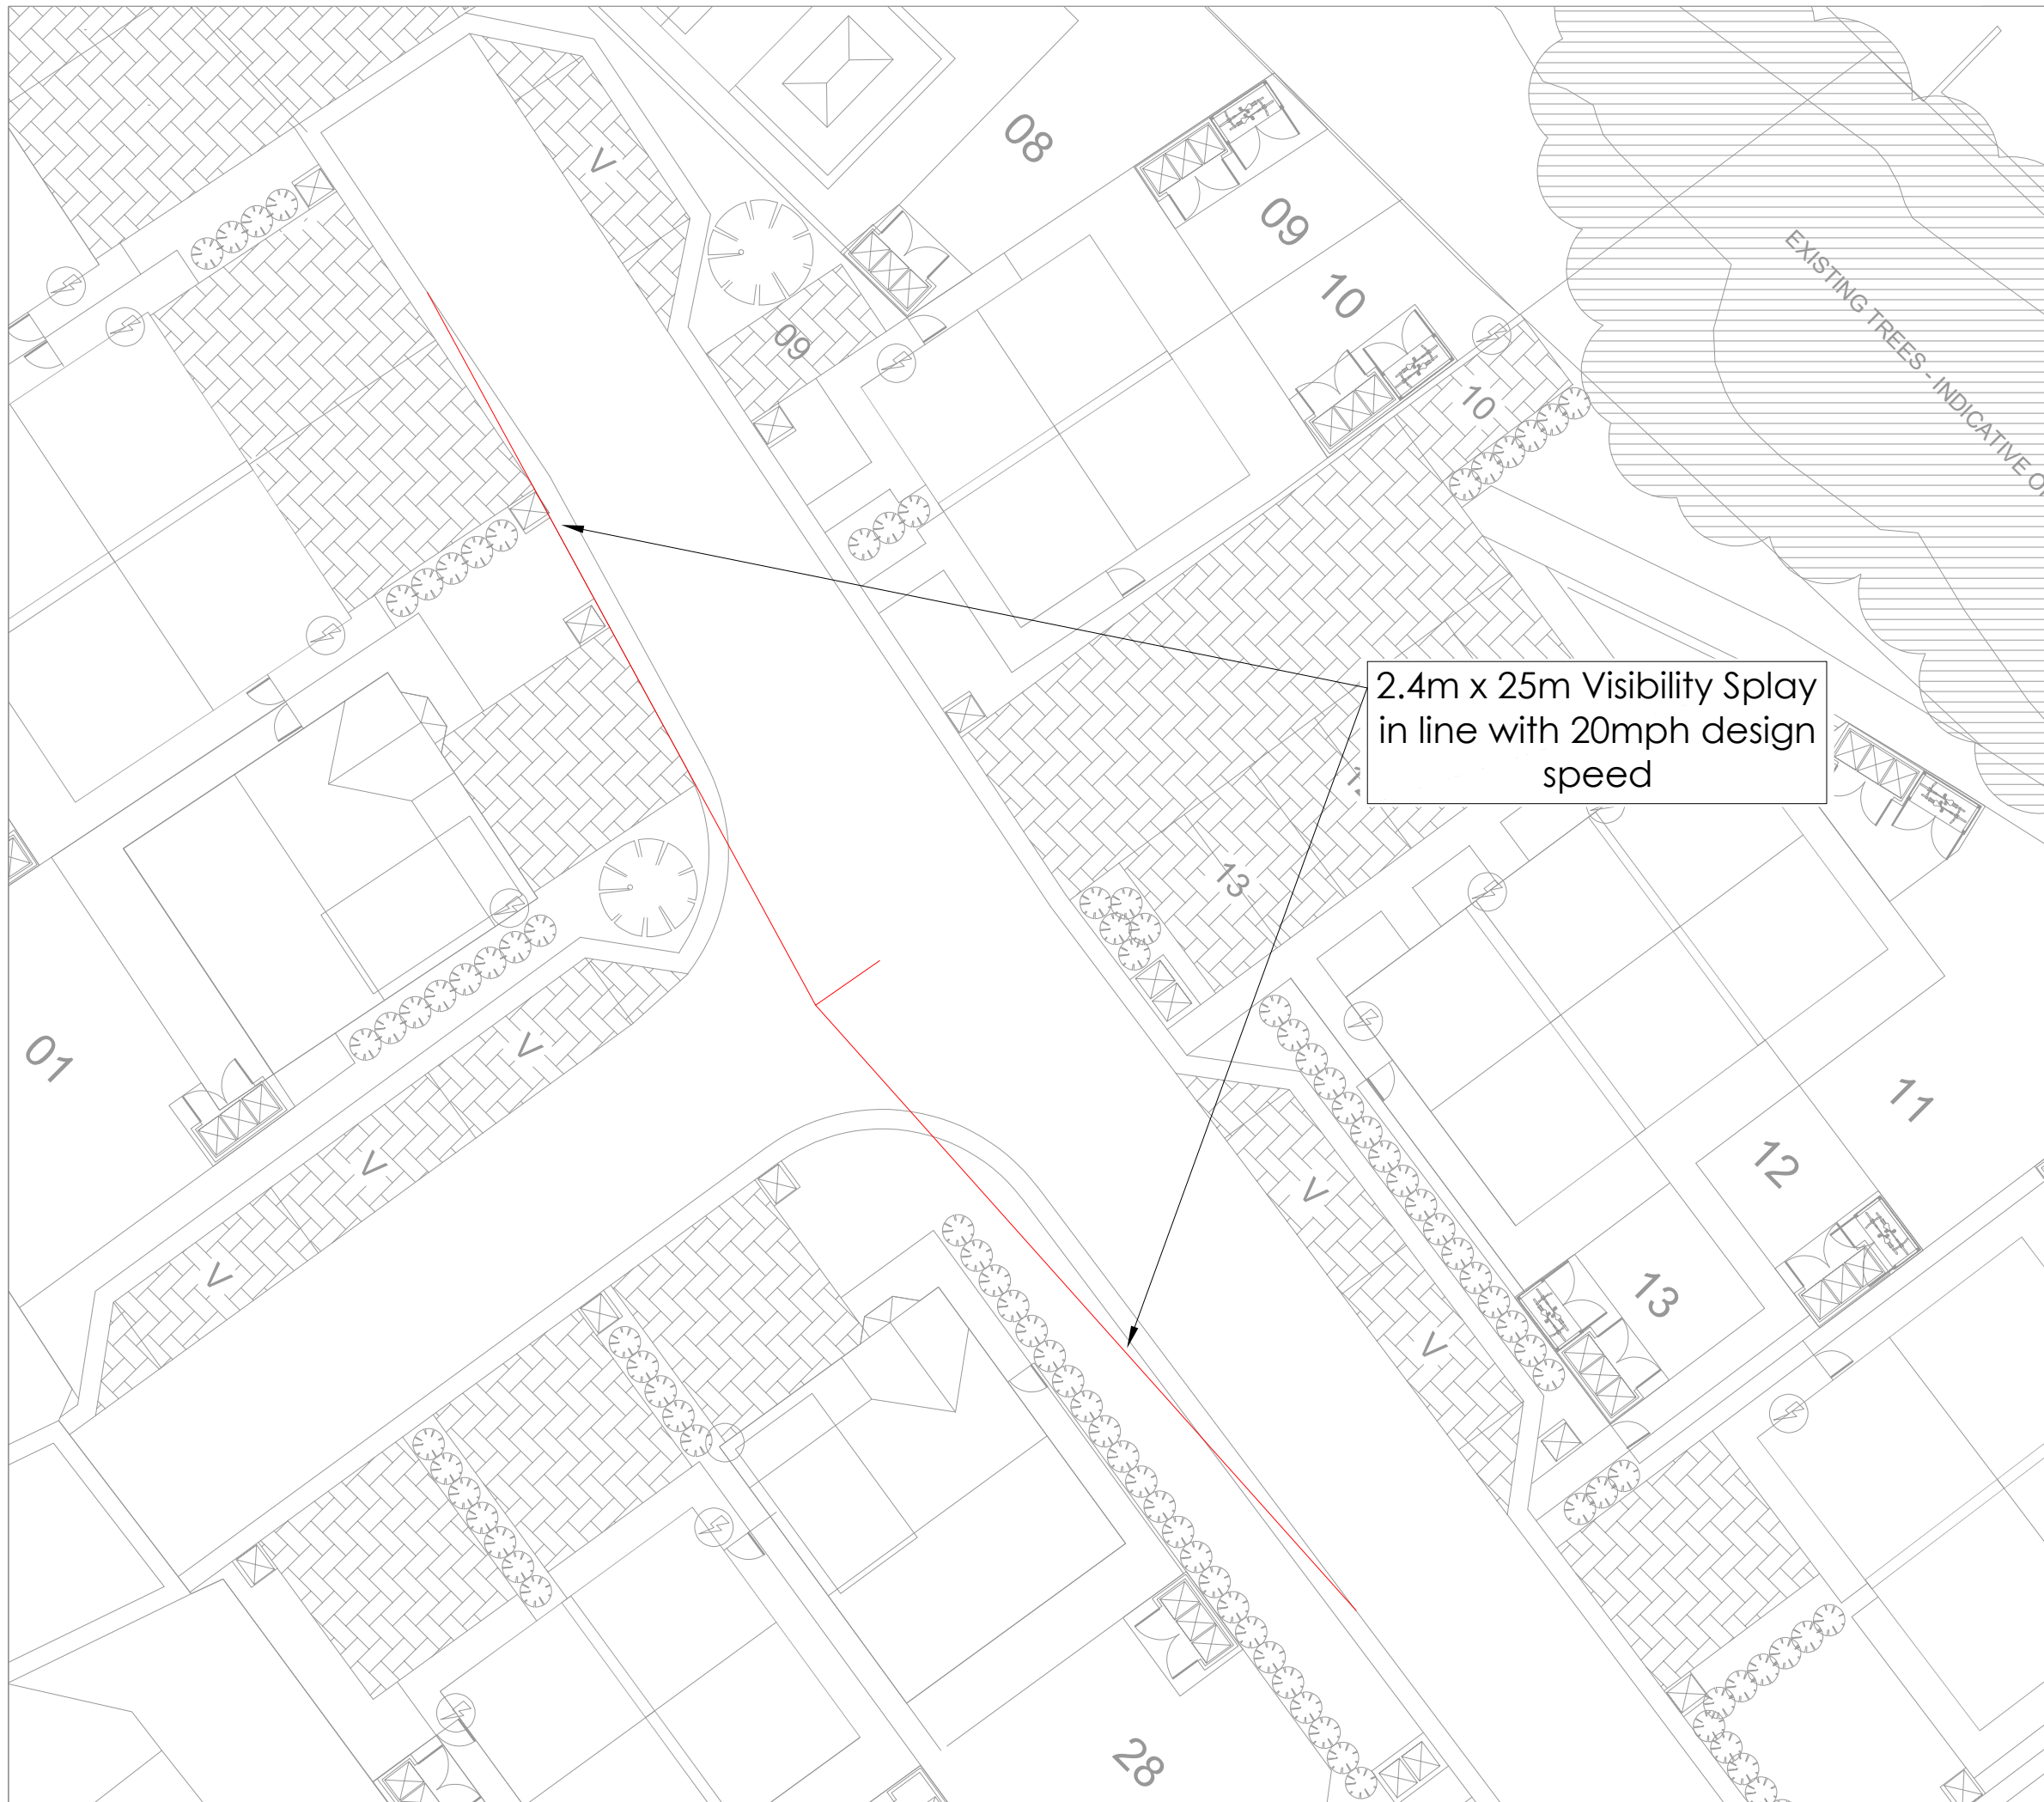 V
08
09
EXISTING TREES - INDICATIVE O
10
09
10
2.4m x 25m Visibility Splay
in line with 20mph design
speed
13
01
V
11
V
12
V
V
13
V
28